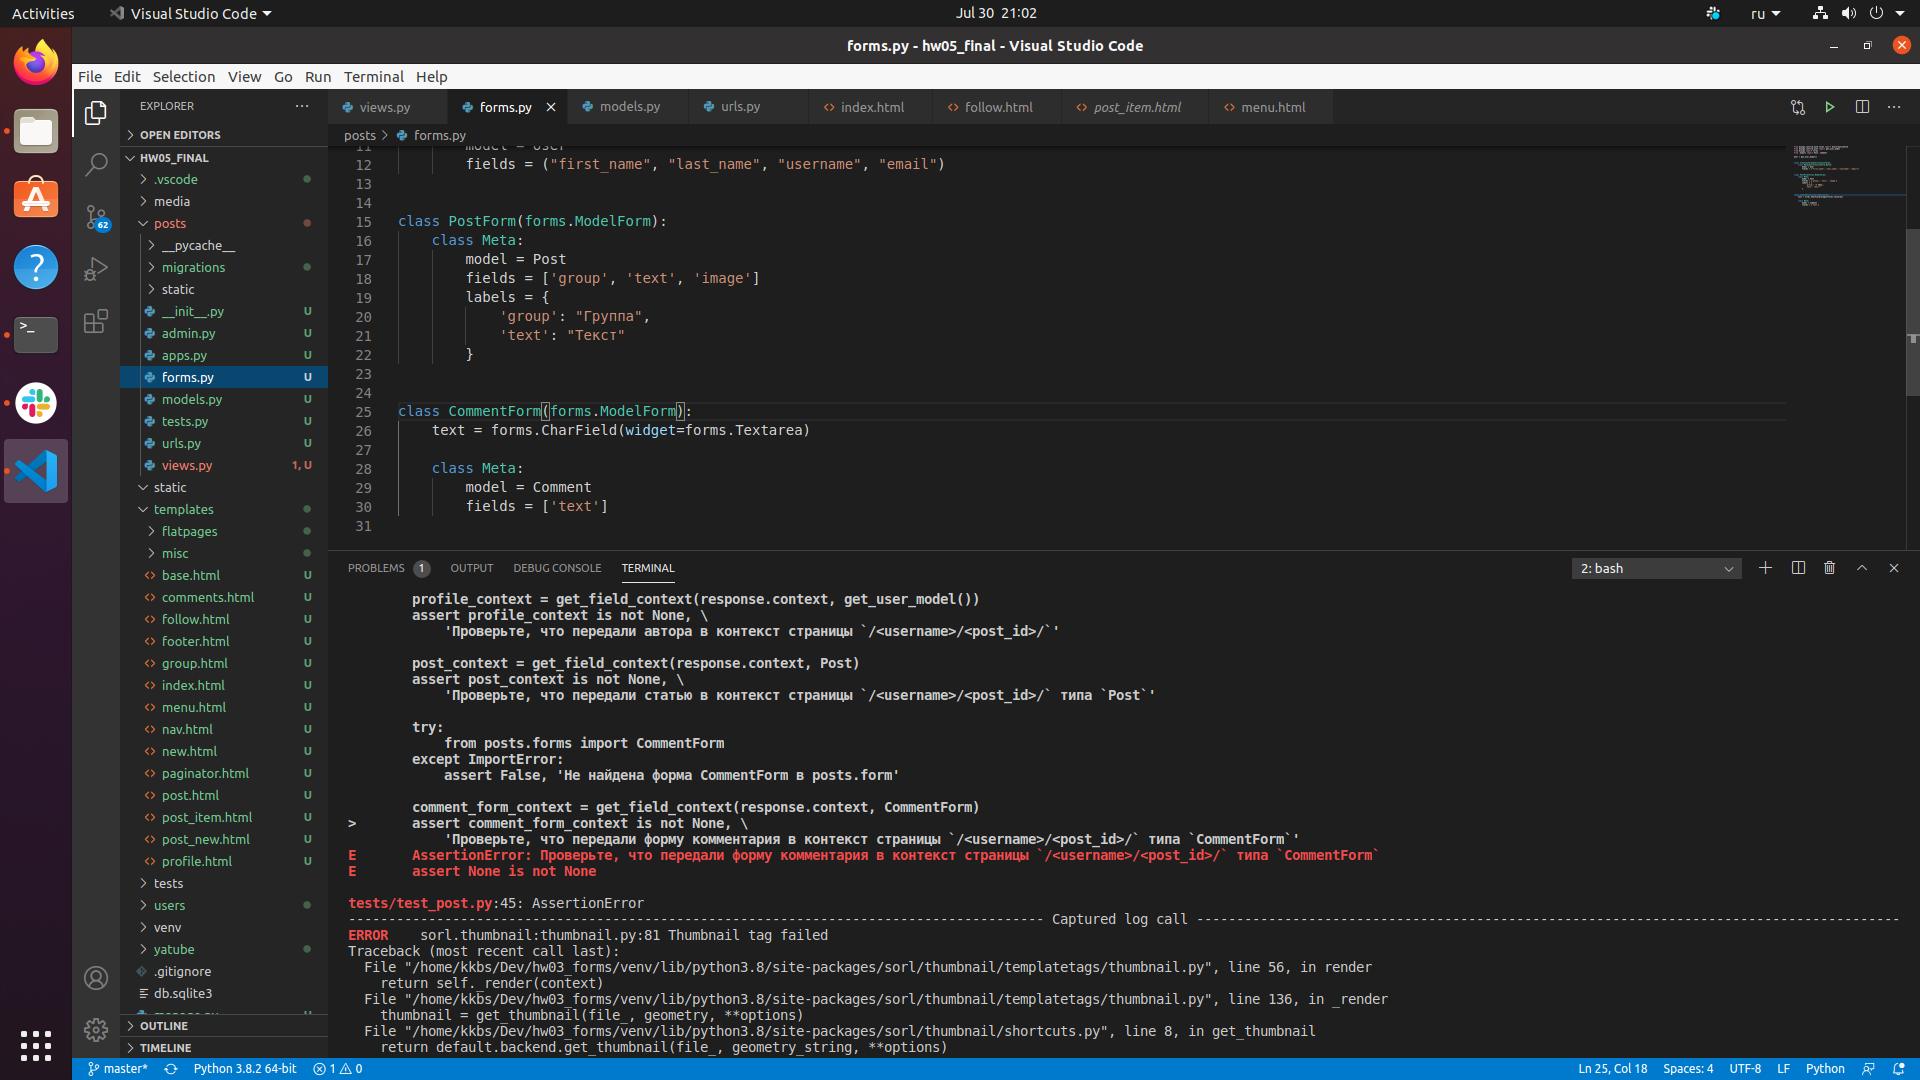 Activities
Visual Studio Code
Jul 30 21:02
ru
forms.py - hw05_final - Visual Studio Code
File Edit Selection View Go Run Terminal Help
EXPLORER
OPEN EDITORS
HW05_FINAL
.vscode
media
posts
__pycache__
migrations
static
__init__.py U
admin.py U
apps.py U
forms.py U
models.py U
tests.py U
urls.py U
views.py 1, U
static
templates
flatpages
misc
base.html U
comments.html U
follow.html U
footer.html U
group.html U
index.html U
menu.html U
nav.html U
new.html U
paginator.html U
post.html U
post_item.html U
post_new.html U
profile.html U
tests
users
venv
yatube
.gitignore
db.sqlite3
OUTLINE
TIMELINE
62
views.py forms.py models.py urls.py index.html follow.html post_item.html menu.html
posts > forms.py
11 model = User
12 fields = ("first_name", "last_name", "username", "email")
13
14
15 class PostForm(forms.ModelForm):
16 class Meta:
17 model = Post
18 fields = ['group', 'text', 'image']
19 labels = {
20 'group': "Группа",
21 'text': "Текст"
22 }
23
24
25 class CommentForm(forms.ModelForm):
26 text = forms.CharField(widget=forms.Textarea)
27
28 class Meta:
29 model = Comment
30 fields = ['text']
31
PROBLEMS 1 OUTPUT DEBUG CONSOLE TERMINAL
2: bash
profile_context = get_field_context(response.context, get_user_model())
assert profile_context is not None, \
'Проверьте, что передали автора в контекст страницы `/<username>/<post_id>/`'
post_context = get_field_context(response.context, Post)
assert post_context is not None, \
'Проверьте, что передали статью в контекст страницы `/<username>/<post_id>/` типа `Post`'
try:
from posts.forms import CommentForm
except ImportError:
assert False, 'Не найдена форма CommentForm в posts.form'
comment_form_context = get_field_context(response.context, CommentForm)
> assert comment_form_context is not None, \
'Проверьте, что передали форму комментария в контекст страницы `/<username>/<post_id>/` типа `CommentForm`'
E AssertionError: Проверьте, что передали форму комментария в контекст страницы `/<username>/<post_id>/` типа `CommentForm`
E assert None is not None
tests/test_post.py:45: AssertionError
--------------------------------------------------------------------------------------- Captured log call ----------------------------------------------------------------------------------------
ERROR sorl.thumbnail:thumbnail.py:81 Thumbnail tag failed
Traceback (most recent call last):
File "/home/kkbs/Dev/hw03_forms/venv/lib/python3.8/site-packages/sorl/thumbnail/templatetags/thumbnail.py", line 56, in render
return self._render(context)
File "/home/kkbs/Dev/hw03_forms/venv/lib/python3.8/site-packages/sorl/thumbnail/templatetags/thumbnail.py", line 136, in _render
thumbnail = get_thumbnail(file_, geometry, **options)
File "/home/kkbs/Dev/hw03_forms/venv/lib/python3.8/site-packages/sorl/thumbnail/shortcuts.py", line 8, in get_thumbnail
return default.backend.get_thumbnail(file_, geometry_string, **options)
master* Python 3.8.2 64-bit 1 0
Ln 25, Col 18 Spaces: 4 UTF-8 LF Python